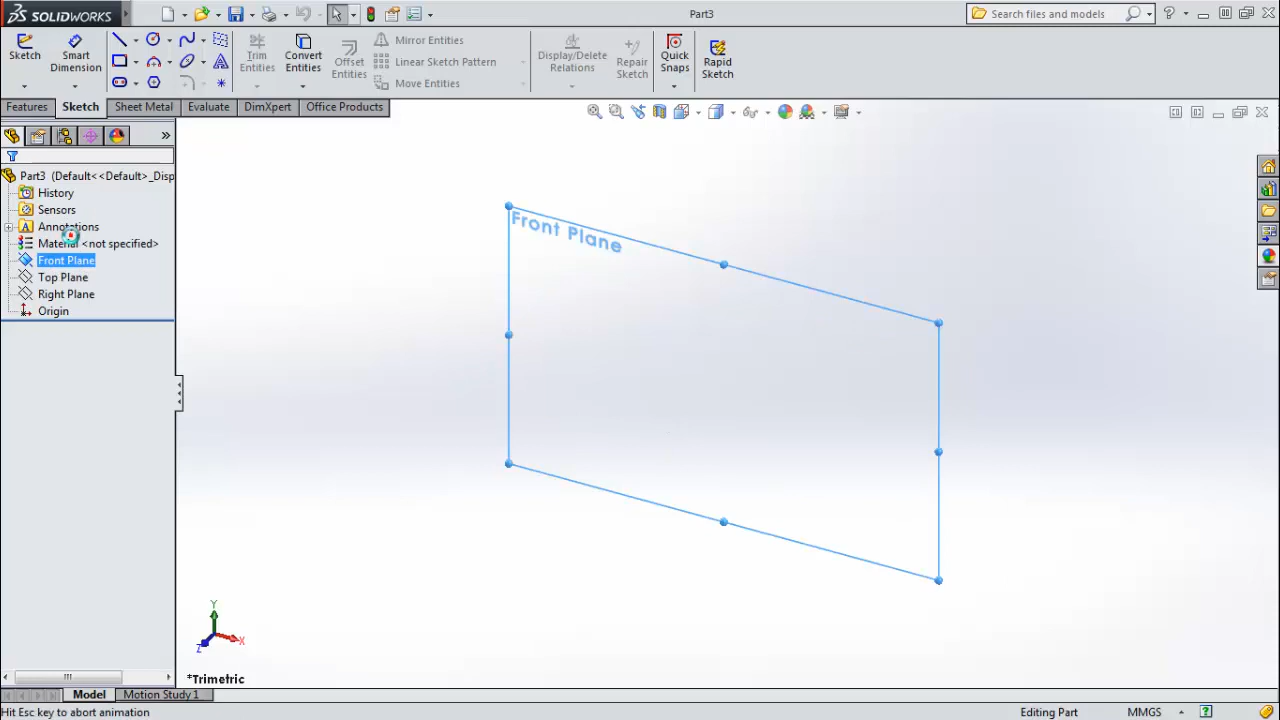 SOLIDWORKS
Part3
Search files and models
Sketch
Smart Dimension
Trim Entities
Convert Entities
Offset Entities
Mirror Entities
Linear Sketch Pattern
Move Entities
Display/Delete Relations
Repair Sketch
Quick Snaps
Rapid Sketch
Features
Sketch
Sheet Metal
Evaluate
DimXpert
Office Products
Part3 (Default<<Default>_Disp
History
Sensors
Annotations
Material <not specified>
Front Plane
Top Plane
Right Plane
Origin
Front Plane
Y
X
Z
*Trimetric
Model
Motion Study 1
Hit Esc key to abort animation
Editing Part
MMGS